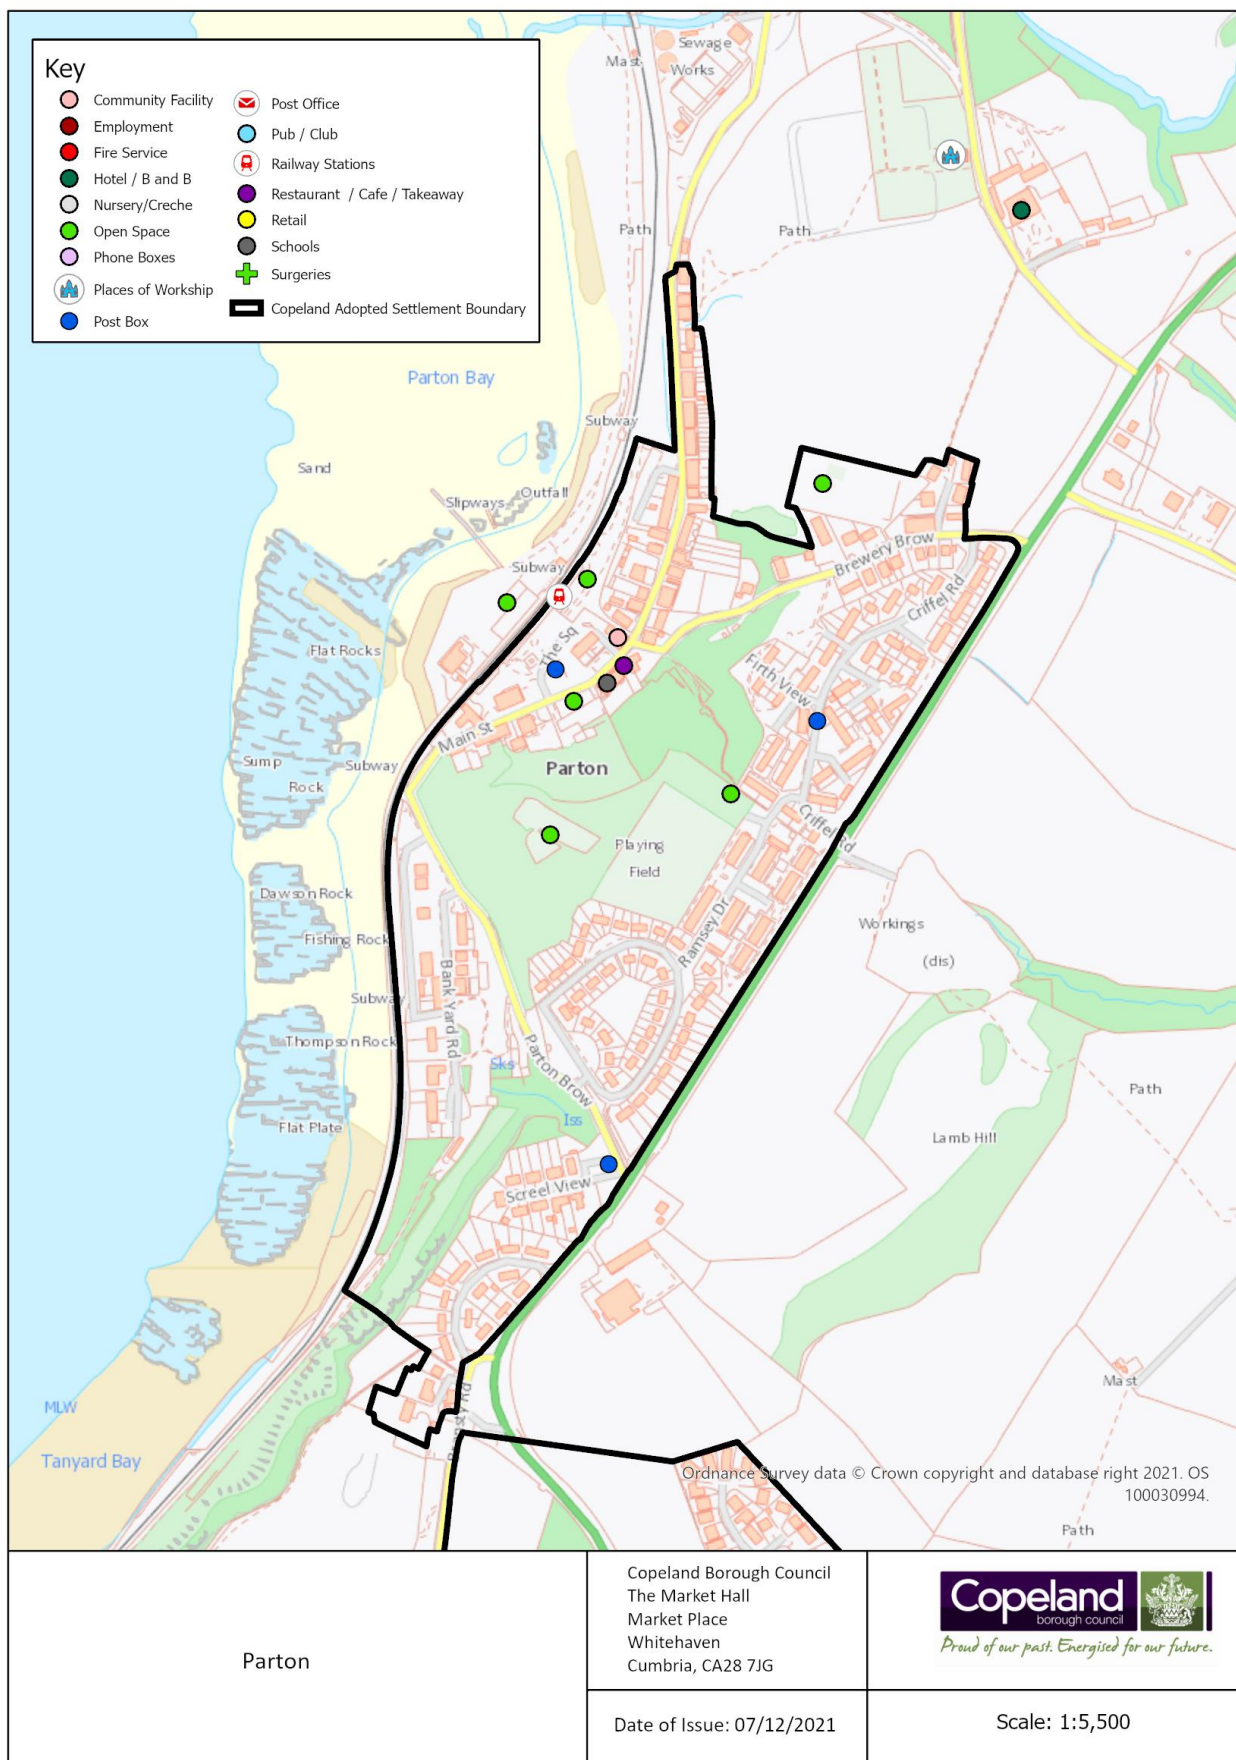 Key
Community Facility
Employment
Fire Service
Hotel / B and B
Nursery/Creche
Open Space
Phone Boxes
Places of Workship
Post Box
Post Office
Pub / Club
Railway Stations
Restaurant / Cafe / Takeaway
Retail
Schools
Surgeries
Copeland Adopted Settlement Boundary
Mast
Sewage
Works
Path
Path
Parton Bay
Subway
Sand
Slipways
Outfall
Subway
Brewery Brow
Criffel Rd
The Sq
Flat Rocks
Firth View
Main St
Sump
Rock
Subway
Parton
Playing
Field
Criffel Rd
Dawson Rock
Fishing Rock
Ramsey Dr
Workings
(dis)
Bank Yard Rd
Subway
Thompson Rock
Sks
Parton Brow
Iss
Path
Flat Plate
Lamb Hill
Screel View
Mast
MLW
Tanyard Bay
Ordnance Survey data © Crown copyright and database right 2021. OS
100030994.
Path
Parton
Copeland Borough Council
The Market Hall
Market Place
Whitehaven
Cumbria, CA28 7JG
Date of Issue: 07/12/2021
Copeland
borough council
Proud of our past. Energised for our future.
Scale: 1:5,500